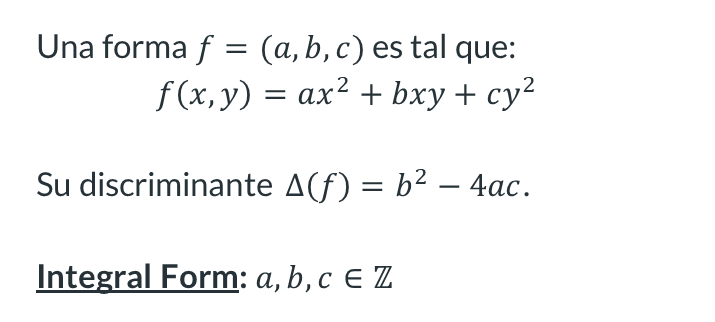 Una forma f = (a, b, c) es tal que:
f(x, y) = ax² + bxy + cy²
Su discriminante Δ(f) = b² − 4ac.
Integral Form: a, b, c ∈ ℤ